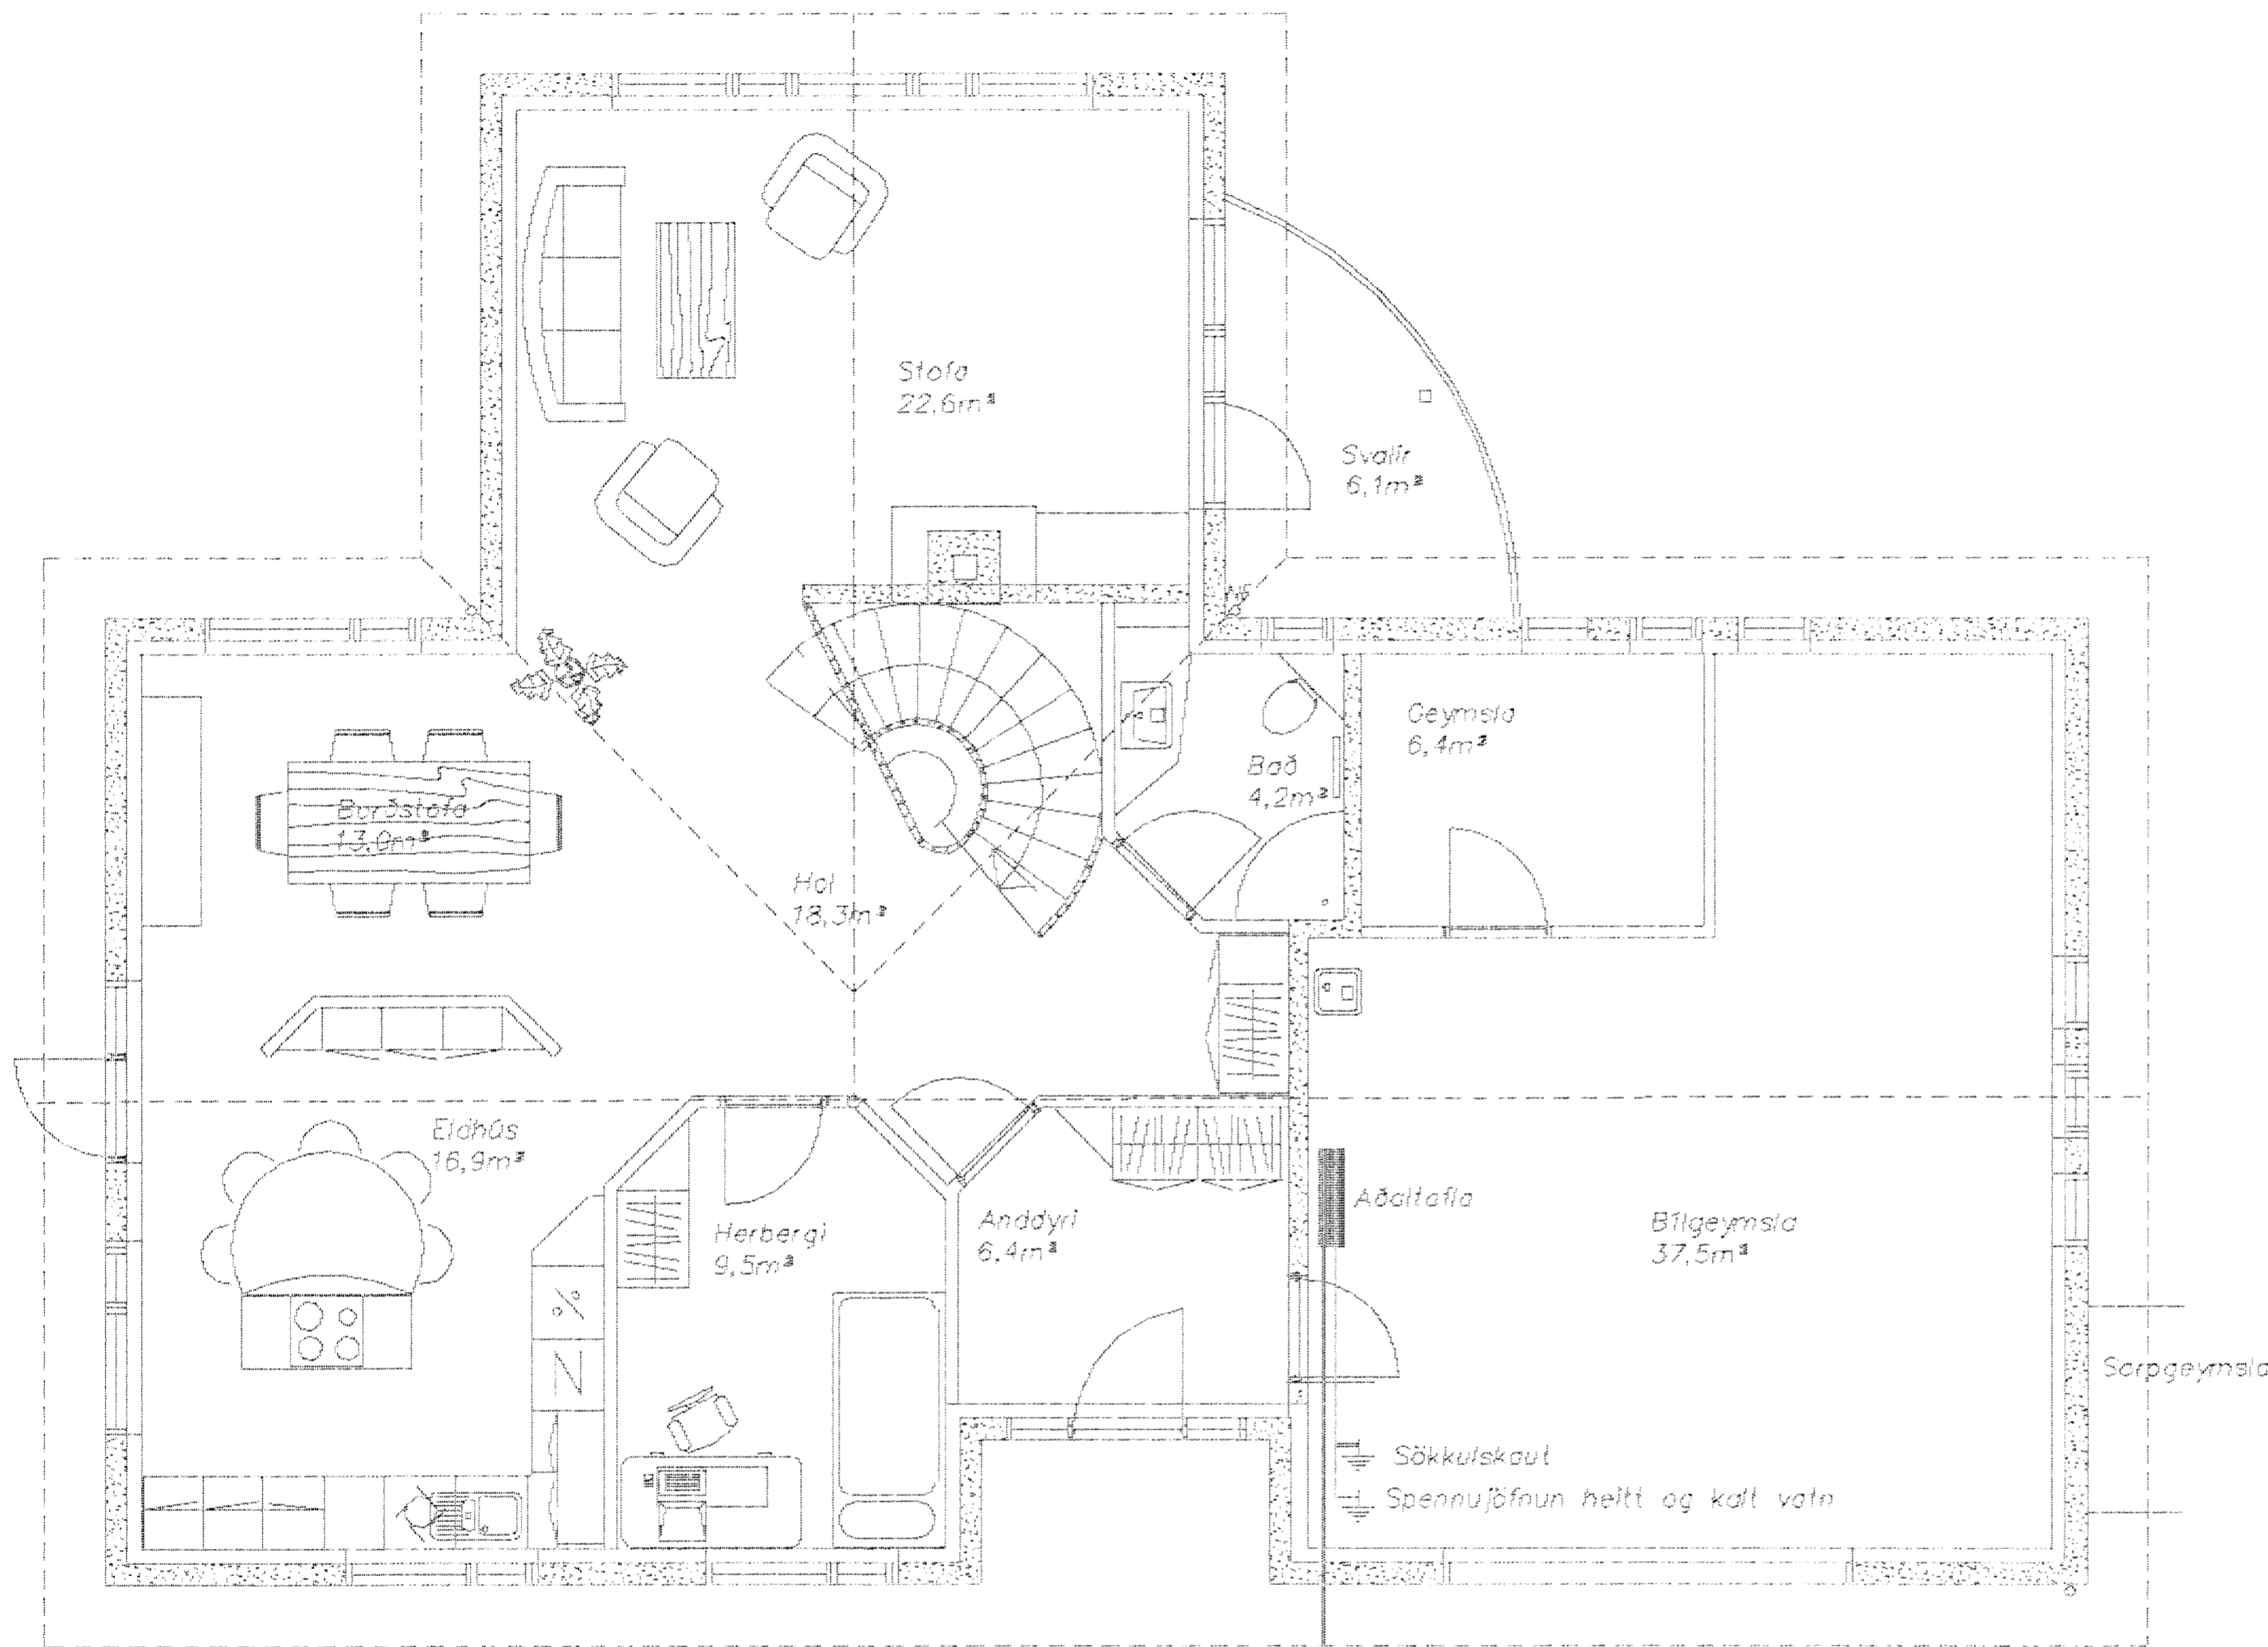 Stofa
22,6m²
Svalir
6,1m²
NF
Geymsla
6,4m²
Bað
4,2m²
Borðstofa
13,0m²
Hol
18,3m²
Eldhús
16,9m²
Herbergi
9,5m²
Anddyri
6,4m²
Aðaltafla
Bílgeymsla
37,5m²
Sorpgeymsla
Sökkulskaut
Spennujöfnun heitt og kalt vatn